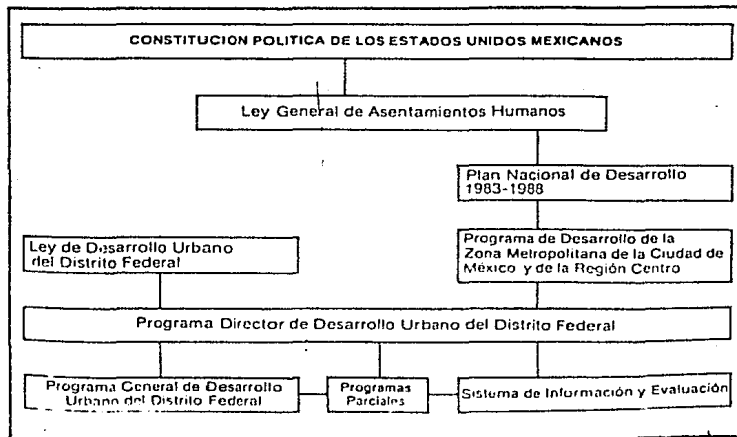 CONSTITUCION POLITICA DE LOS ESTADOS UNIDOS MEXICANOS
Ley General de Asentamientos Humanos
Plan Nacional de Desarrollo
1983-1988
Ley de Desarrollo Urbano
del Distrito Federal
Programa de Desarrollo de la
Zona Metropolitana de la Ciudad de
México y de la Región Centro
Programa Director de Desarrollo Urbano del Distrito Federal
Programa General de Desarrollo
Urbano del Distrito Federal
Programas
Parciales
Sistema de Información y Evaluación